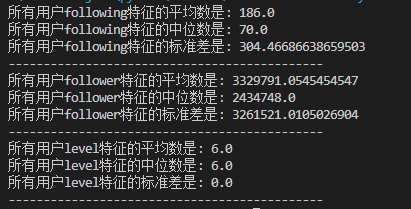 所有用户following特征的平均数是: 186.0
所有用户following特征的中位数是: 70.0
所有用户following特征的标准差是: 304.46686638659503
---------------------------------------------
所有用户follower特征的平均数是: 3329791.0545454547
所有用户follower特征的中位数是: 2434748.0
所有用户follower特征的标准差是: 3261521.0105026904
---------------------------------------------
所有用户level特征的平均数是: 6.0
所有用户level特征的中位数是: 6.0
所有用户level特征的标准差是: 0.0
---------------------------------------------